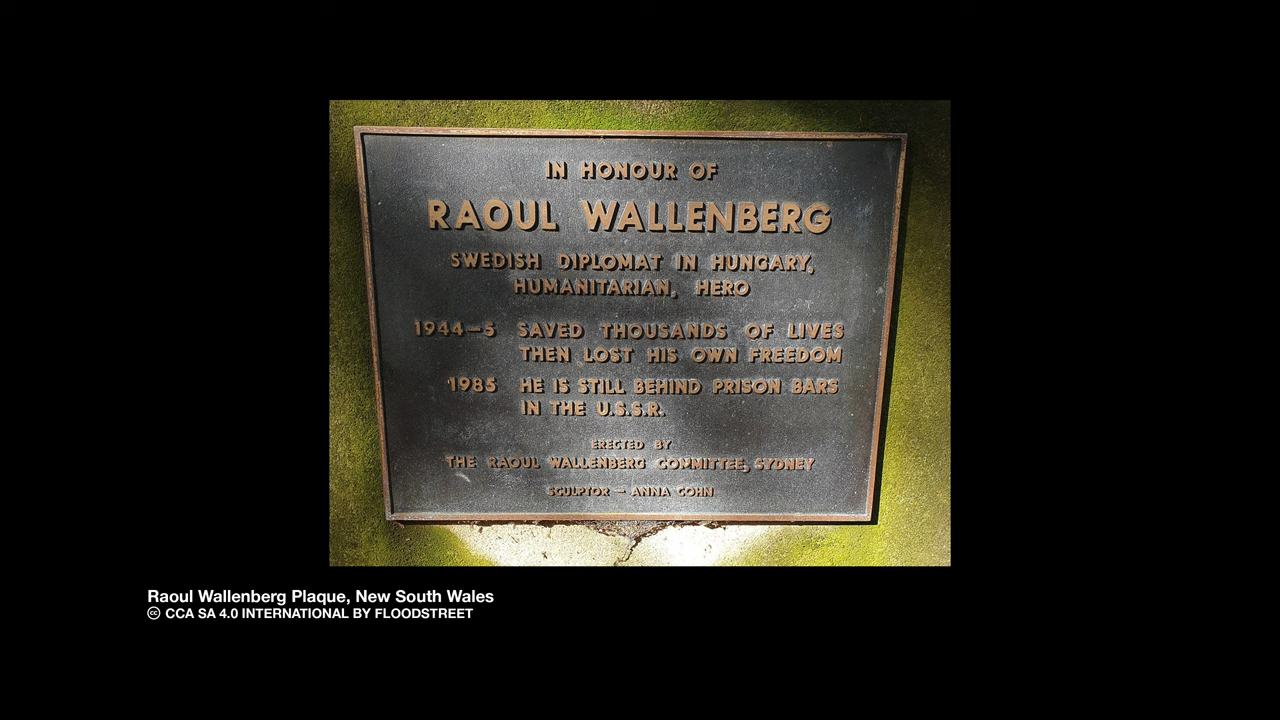 IN HONOUR OF
RAOUL WALLENBERG
SWEDISH DIPLOMAT IN HUNGARY,
HUMANITARIAN, HERO
1944–5 SAVED THOUSANDS OF LIVES
THEN LOST HIS OWN FREEDOM
1985 HE IS STILL BEHIND PRISON BARS
IN THE U.S.S.R.
ERECTED BY
THE RAOUL WALLENBERG COMMITTEE, SYDNEY
SCULPTOR — ANNA COHN
Raoul Wallenberg Plaque, New South Wales
cc CCA SA 4.0 INTERNATIONAL BY FLOODSTREET